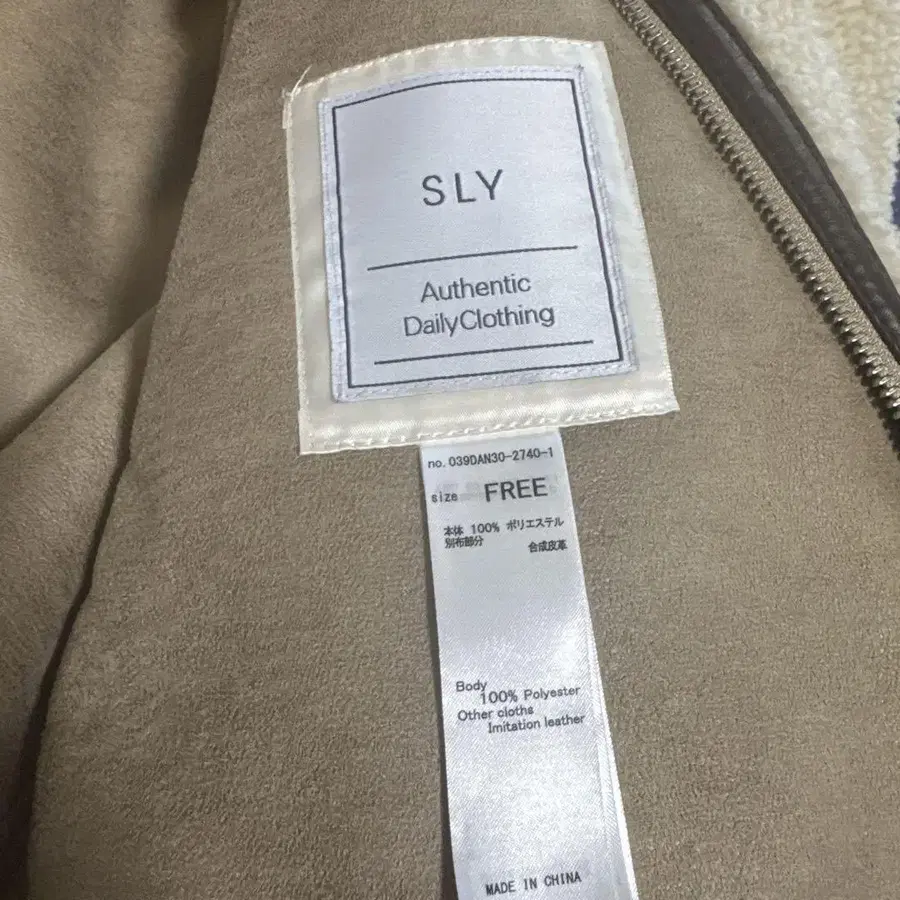 SLY
Authentic
DailyClothing
no. 039DAN30-2740-1
size FREE
本体 100% ポリエステル
別布部分 合成皮革
Body
100% Polyester
Other cloths
Imitation leather
MADE IN CHINA